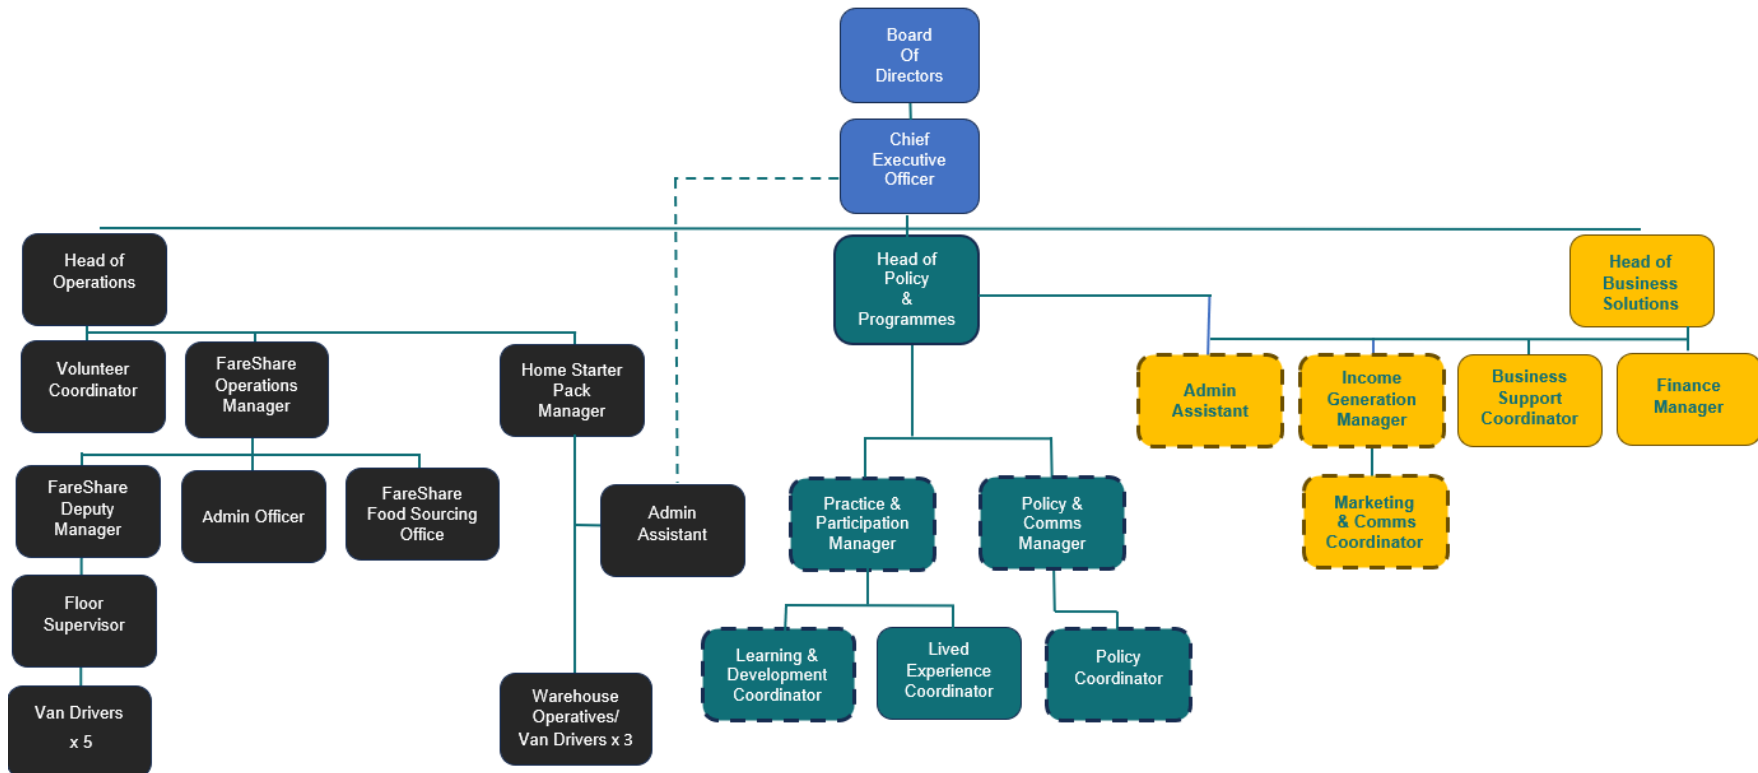 Board
Of
Directors
Chief
Executive
Officer
Head of
Operations
Head of
Policy
&
Programmes
Head of
Business
Solutions
Volunteer
Coordinator
FareShare
Operations
Manager
Home Starter
Pack
Manager
Admin
Assistant
Income
Generation
Manager
Business
Support
Coordinator
Finance
Manager
FareShare
Deputy
Manager
Admin Officer
FareShare
Food Sourcing
Office
Admin
Assistant
Practice &
Participation
Manager
Policy &
Comms
Manager
Marketing
& Comms
Coordinator
Floor
Supervisor
Learning &
Development
Coordinator
Lived
Experience
Coordinator
Policy
Coordinator
Van Drivers
x 5
Warehouse
Operatives/
Van Drivers x 3